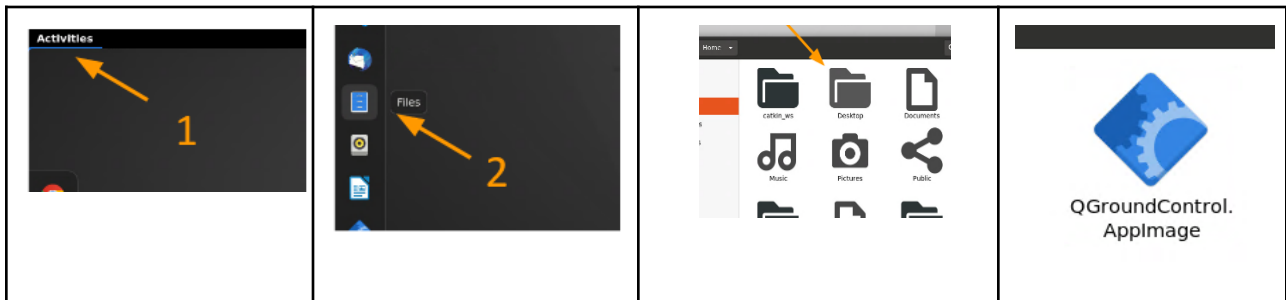 Activities
1
Files
2
Home
catkin_ws
Desktop
Documents
Music
Pictures
Public
QGroundControl.
AppImage